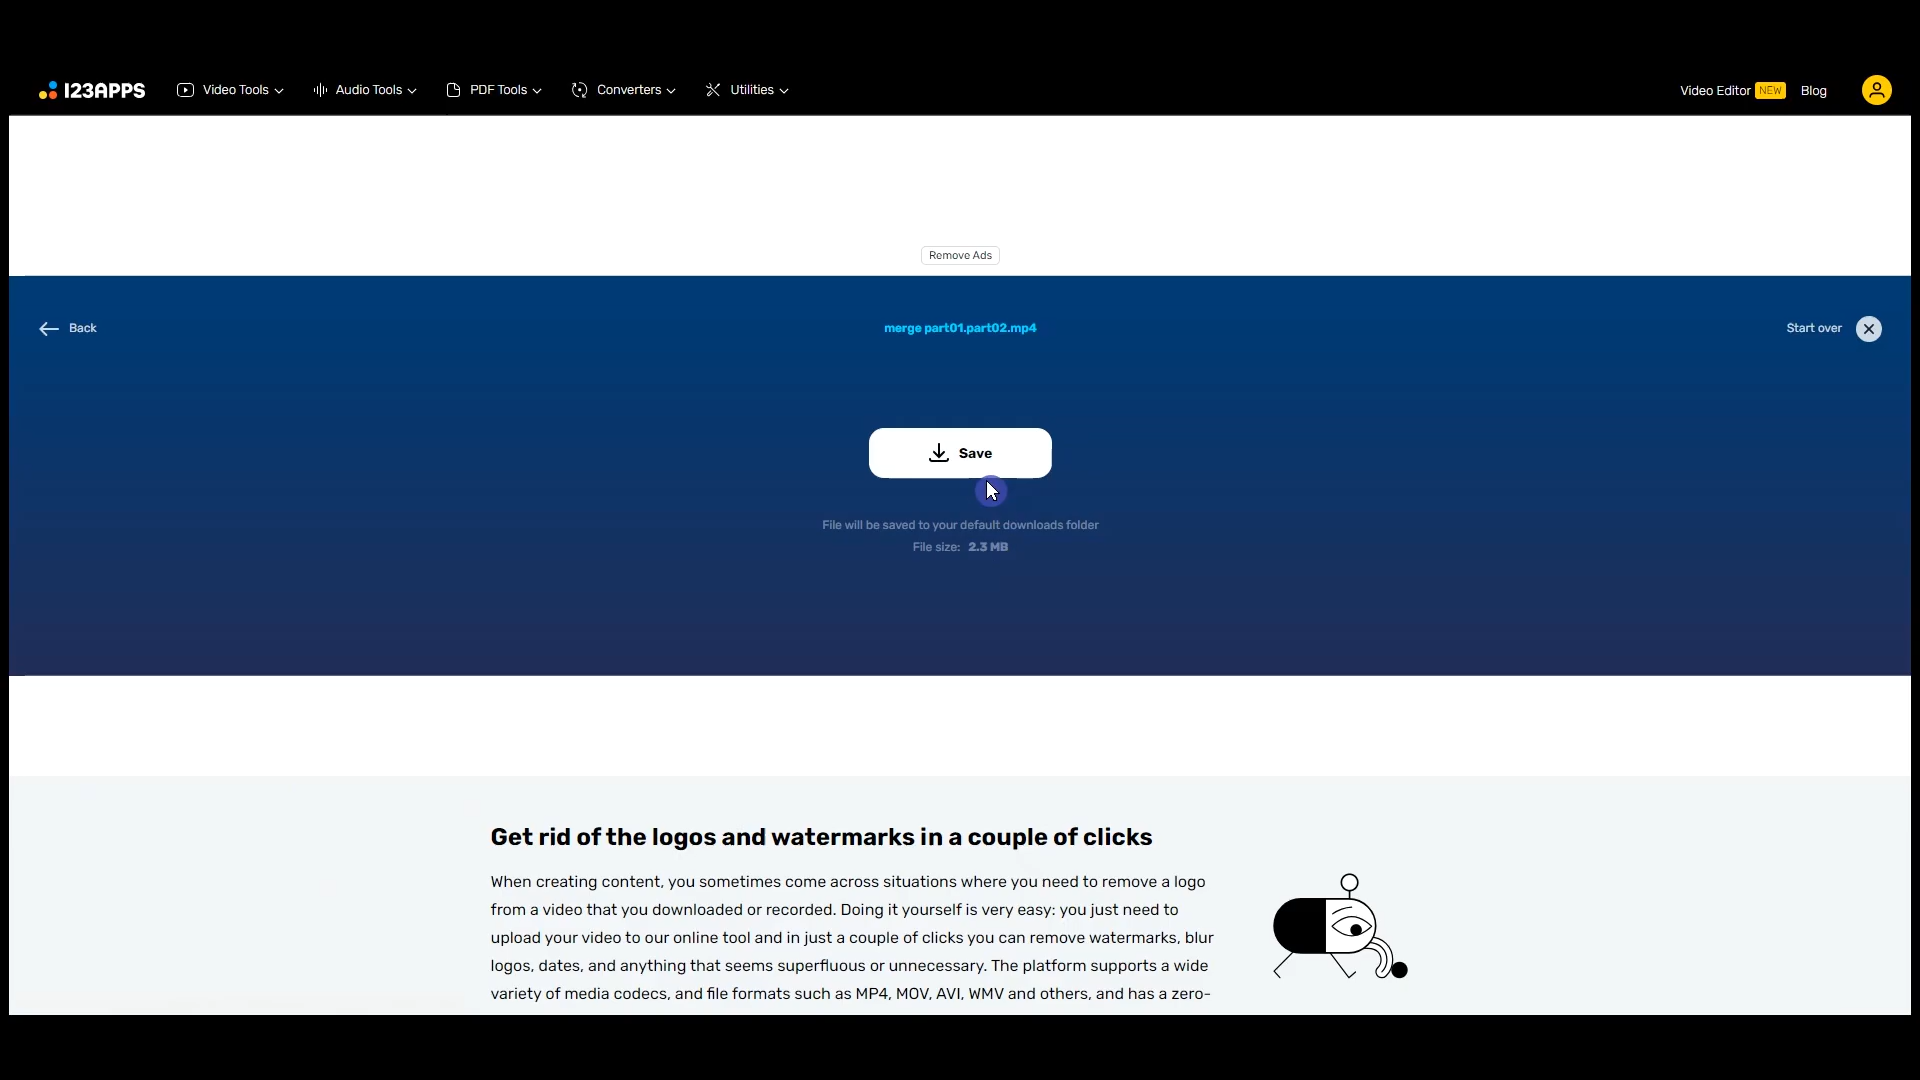 123APPS
Video Tools
Audio Tools
PDF Tools
Converters
Utilities
Video Editor NEW
Blog
Remove Ads
Back
merge part01.part02.mp4
Start over
Save
File will be saved to your default downloads folder
File size: 2.3 MB
Get rid of the logos and watermarks in a couple of clicks
When creating content, you sometimes come across situations where you need to remove a logo
from a video that you downloaded or recorded. Doing it yourself is very easy: you just need to
upload your video to our online tool and in just a couple of clicks you can remove watermarks, blur
logos, dates, and anything that seems superfluous or unnecessary. The platform supports a wide
variety of media codecs, and file formats such as MP4, MOV, AVI, WMV and others, and has a zero-